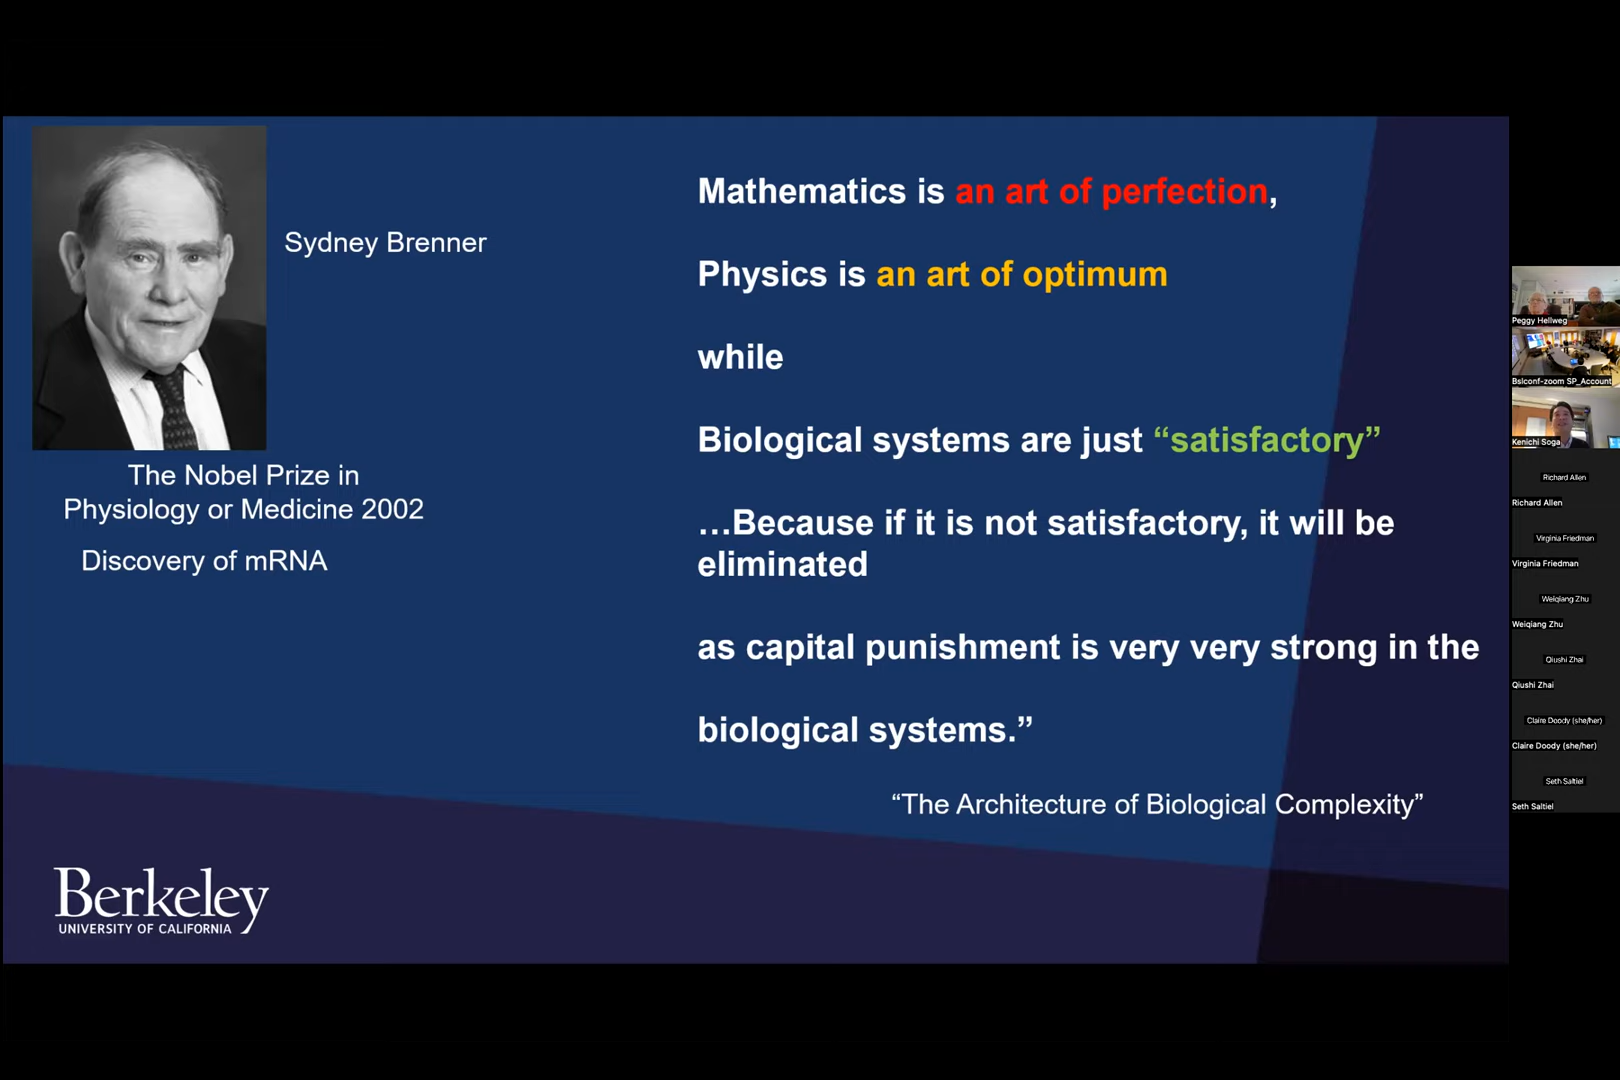 Sydney Brenner
The Nobel Prize in
Physiology or Medicine 2002
Discovery of mRNA
Mathematics is an art of perfection,
Physics is an art of optimum
while
Biological systems are just “satisfactory”
…Because if it is not satisfactory, it will be
eliminated
as capital punishment is very very strong in the
biological systems.”
“The Architecture of Biological Complexity”
Berkeley
UNIVERSITY OF CALIFORNIA
Peggy Hellweg
Bslconf-zoom SP_Account
Kenichi Soga
Richard Allen
Richard Allen
Virginia Friedman
Virginia Friedman
Weiqiang Zhu
Weiqiang Zhu
Qiushi Zhai
Qiushi Zhai
Claire Doody (she/her)
Claire Doody (she/her)
Seth Saltiel
Seth Saltiel